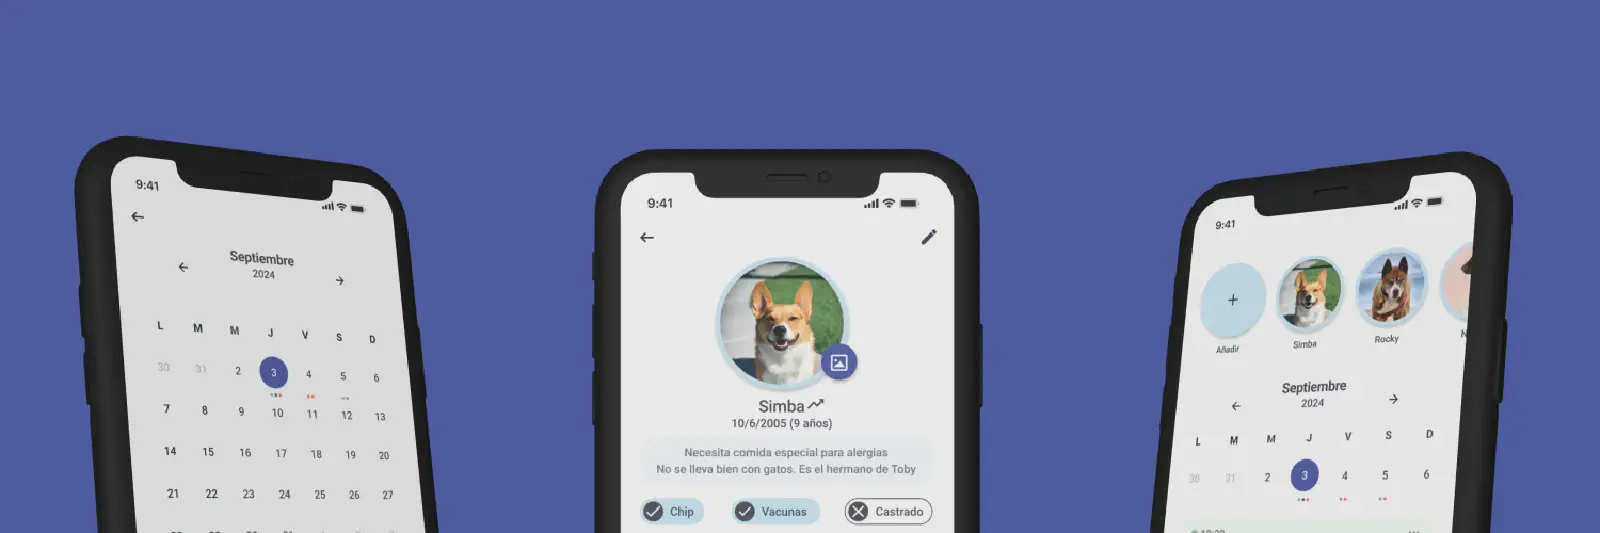 9:41
Septiembre
2024
L M M J V S D
30 31 2 3 4 5 6
7 8 9 10 11 12 13
14 15 16 17 18 19 20
21 22 23 24 25 26 27
9:41
Simba
10/6/2005 (9 años)
Necesita comida especial para alergias
No se lleva bien con gatos. Es el hermano de Toby
Chip Vacunas Castrado
9:41
Añadir Simba Rocky
Septiembre
2024
L M M J V S D
30 31 2 3 4 5 6